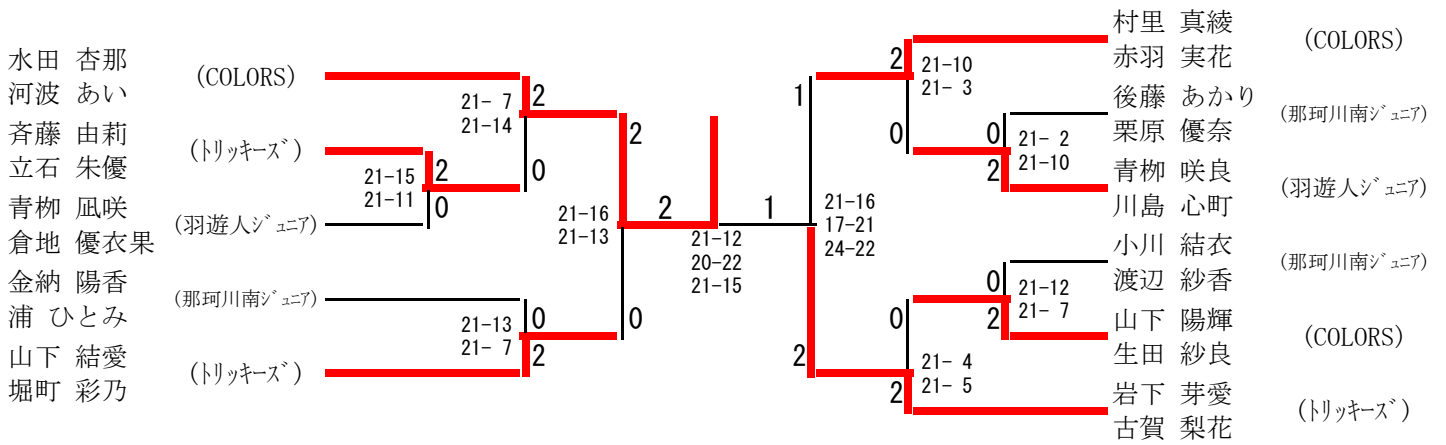 水田 杏那
河波 あい
(COLORS)
斉藤 由莉
立石 朱優
(トリッキーズ)
青栁 凪咲
倉地 優衣果
(羽遊人ジュニア)
金納 陽香
浦 ひとみ
(那珂川南ジュニア)
山下 結愛
堀町 彩乃
(トリッキーズ)
21- 7
21-14
2
0
21-15
21-11
2
0
21-13
21- 7
0
2
21-16
21-13
2
0
2
1
21-12
20-22
21-15
1
2
21-16
17-21
24-22
2
0
21-10
21- 3
0
2
21- 2
21-10
0
2
21-12
21- 7
0
2
21- 4
21- 5
村里 真綾
赤羽 実花
(COLORS)
後藤 あかり
栗原 優奈
(那珂川南ジュニア)
青栁 咲良
川島 心町
(羽遊人ジュニア)
小川 結衣
渡辺 紗香
(那珂川南ジュニア)
山下 陽輝
生田 紗良
(COLORS)
岩下 芽愛
古賀 梨花
(トリッキーズ)